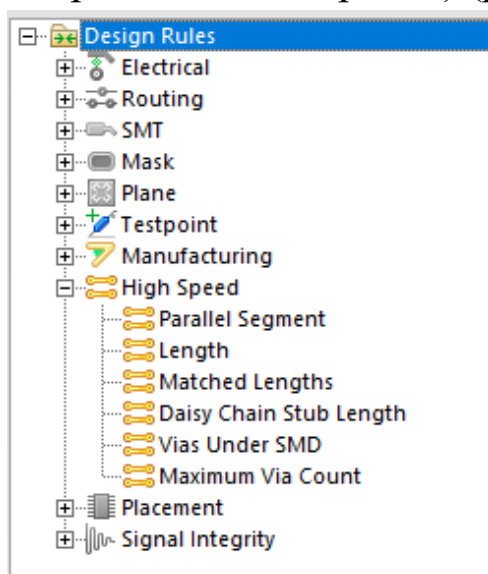 Design Rules
Electrical
Routing
SMT
Mask
Plane
Testpoint
Manufacturing
High Speed
Parallel Segment
Length
Matched Lengths
Daisy Chain Stub Length
Vias Under SMD
Maximum Via Count
Placement
Signal Integrity